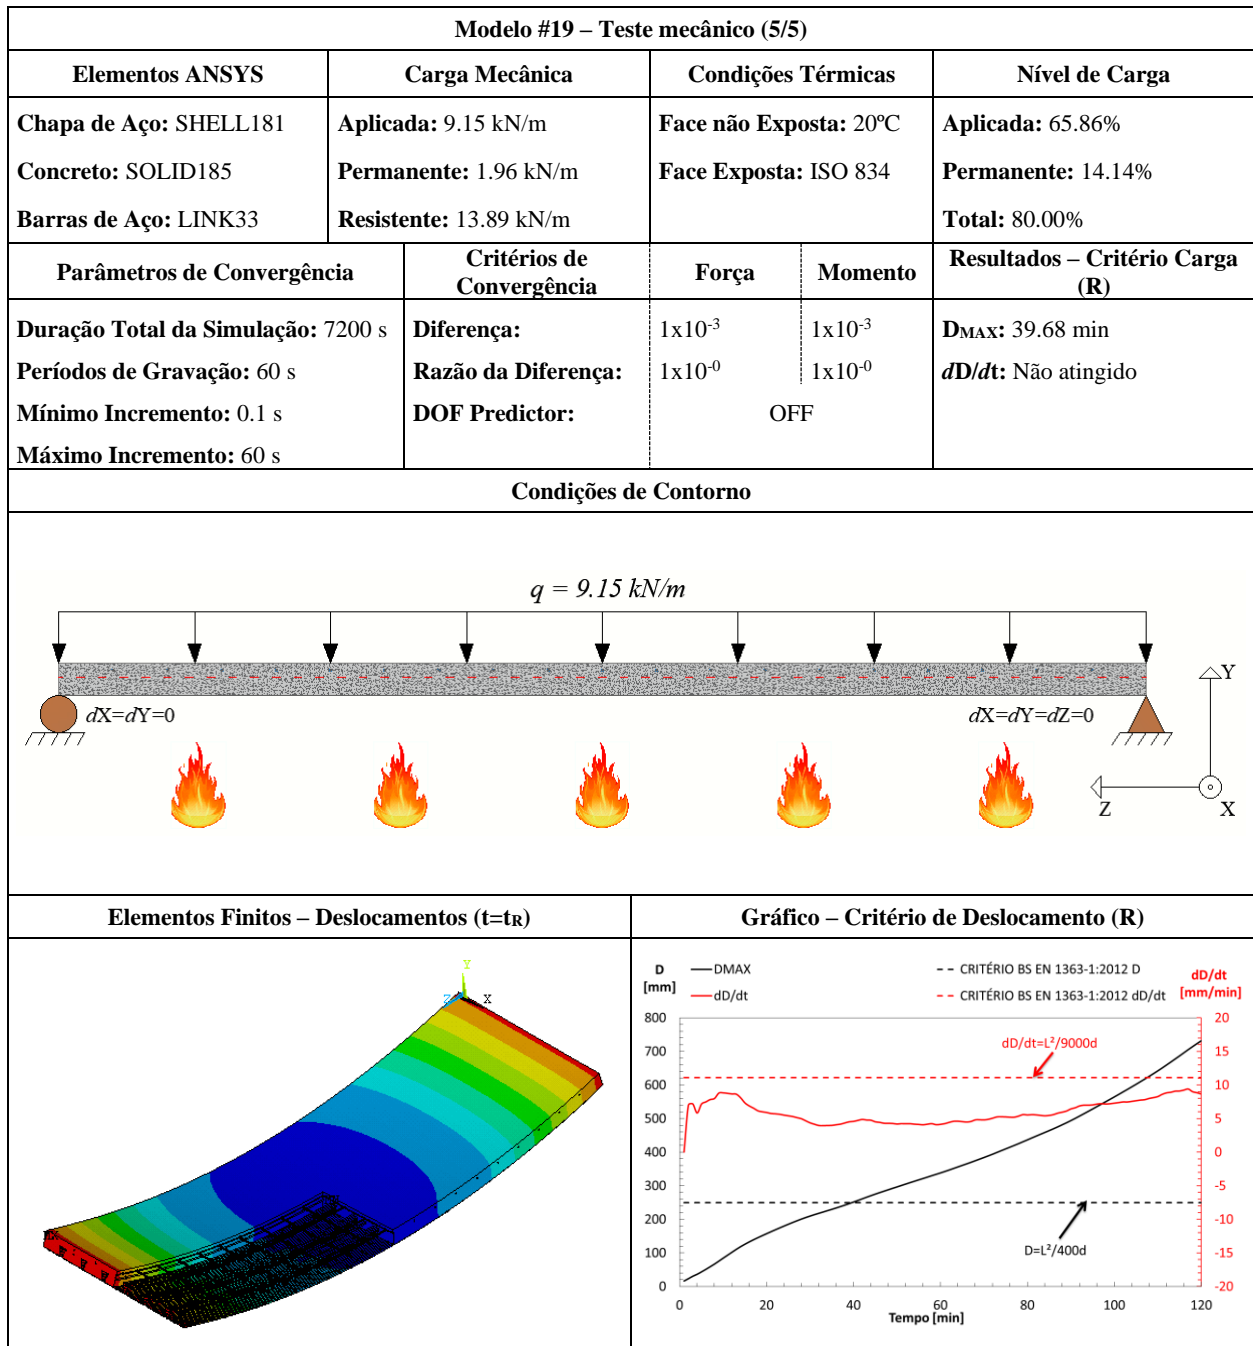 Modelo #19 – Teste mecânico (5/5)
Elementos ANSYS
Carga Mecânica
Condições Térmicas
Nível de Carga
Chapa de Aço: SHELL181
Concreto: SOLID185
Barras de Aço: LINK33
Aplicada: 9.15 kN/m
Permanente: 1.96 kN/m
Resistente: 13.89 kN/m
Face não Exposta: 20ºC
Face Exposta: ISO 834
Aplicada: 65.86%
Permanente: 14.14%
Total: 80.00%
Parâmetros de Convergência
Critérios de
Convergência
Força
Momento
Resultados – Critério Carga
(R)
Duração Total da Simulação: 7200 s
Períodos de Gravação: 60 s
Mínimo Incremento: 0.1 s
Máximo Incremento: 60 s
Diferença: 1x10-3 1x10-3
Razão da Diferença: 1x10-0 1x10-0
DOF Predictor: OFF
DMAX: 39.68 min
dD/dt: Não atingido
Condições de Contorno
q = 9.15 kN/m
dX=dY=0
dX=dY=dZ=0
Y
Z
X
Elementos Finitos – Deslocamentos (t=tR)
Gráfico – Critério de Deslocamento (R)
Y
Z X
MX
D
[mm]
DMAX
dD/dt
CRITÉRIO BS EN 1363-1:2012 D
CRITÉRIO BS EN 1363-1:2012 dD/dt
dD/dt
[mm/min]
800
700
600
500
400
300
200
100
0
20
15
10
5
0
-5
-10
-15
-20
dD/dt=L²/9000d
D=L²/400d
0 20 40 60 80 100 120
Tempo [min]